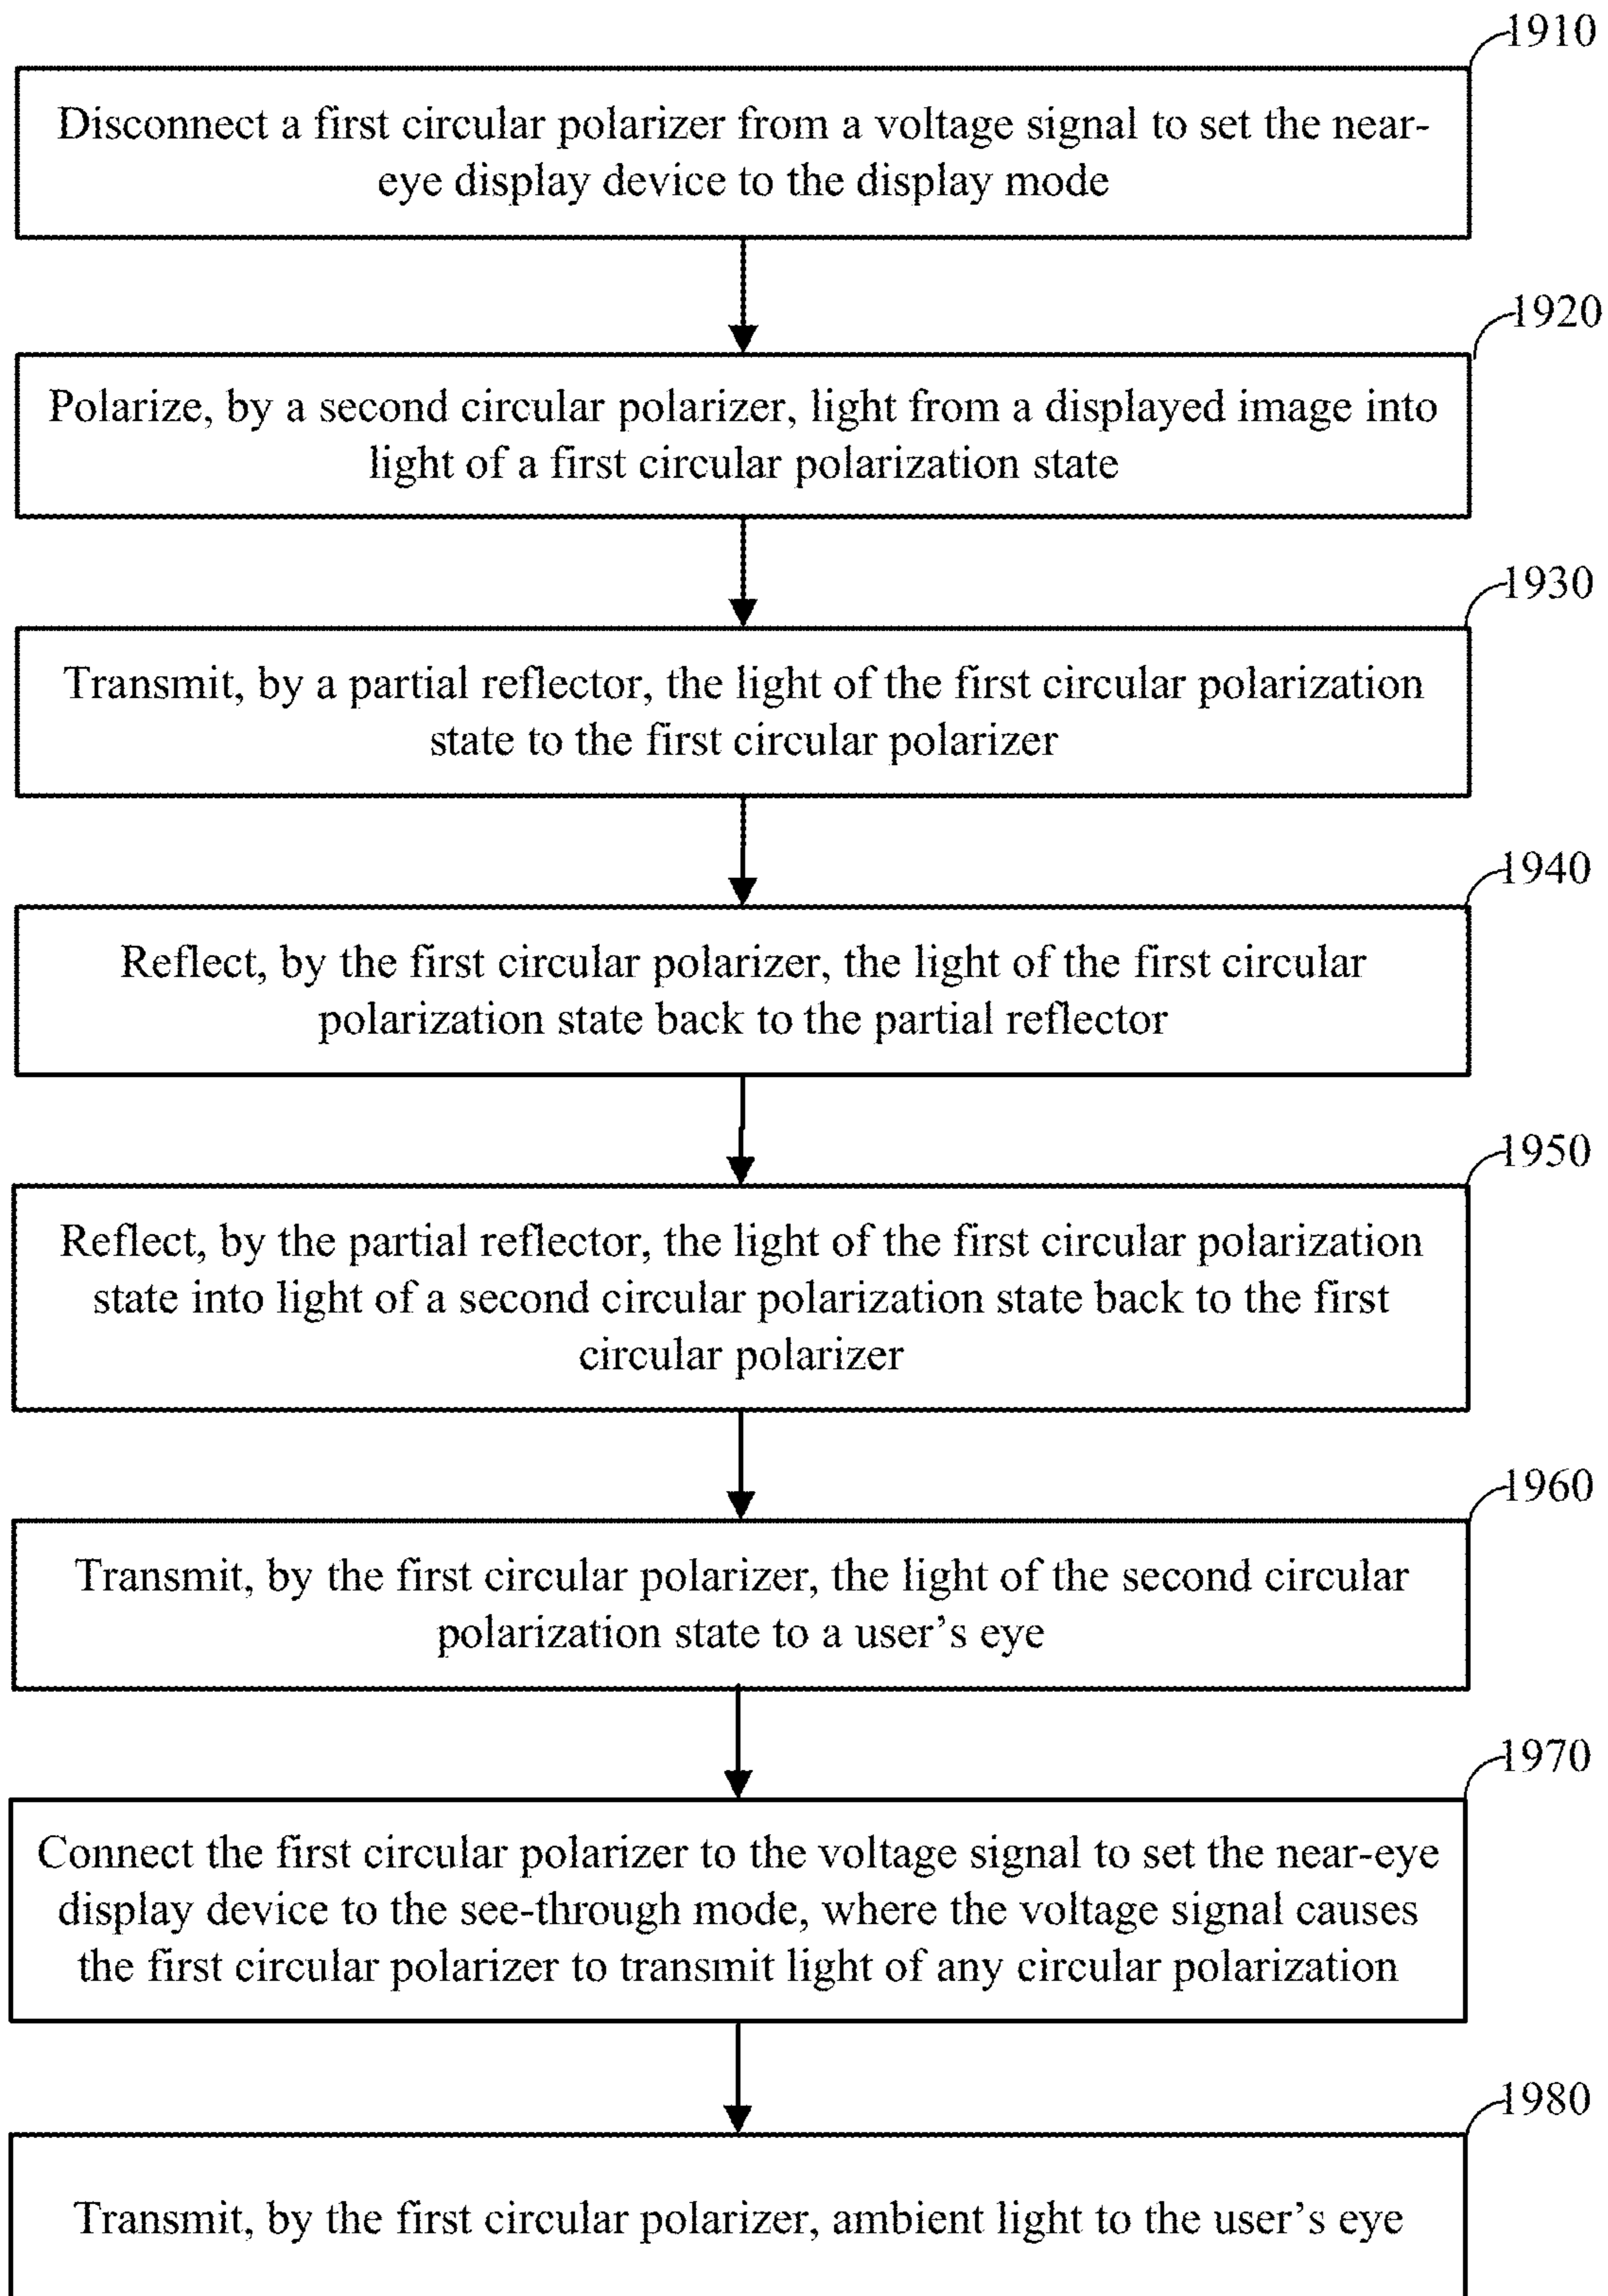 1910
Disconnect a first circular polarizer from a voltage signal to set the near-
eye display device to the display mode
1920
Polarize, by a second circular polarizer, light from a displayed image into
light of a first circular polarization state
1930
Transmit, by a partial reflector, the light of the first circular polarization
state to the first circular polarizer
1940
Reflect, by the first circular polarizer, the light of the first circular
polarization state back to the partial reflector
1950
Reflect, by the partial reflector, the light of the first circular polarization
state into light of a second circular polarization state back to the first
circular polarizer
1960
Transmit, by the first circular polarizer, the light of the second circular
polarization state to a user’s eye
1970
Connect the first circular polarizer to the voltage signal to set the near-eye
display device to the see-through mode, where the voltage signal causes
the first circular polarizer to transmit light of any circular polarization
1980
Transmit, by the first circular polarizer, ambient light to the user’s eye